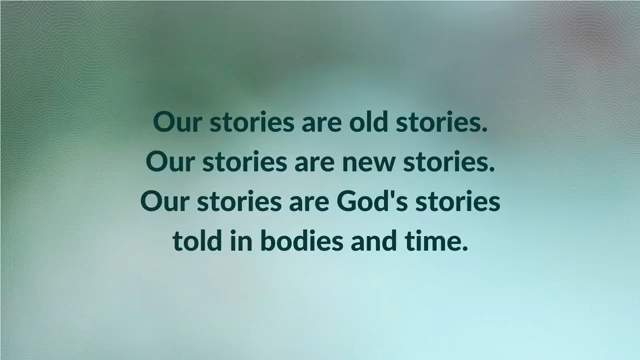 Our stories are old stories.
Our stories are new stories.
Our stories are God's stories
told in bodies and time.